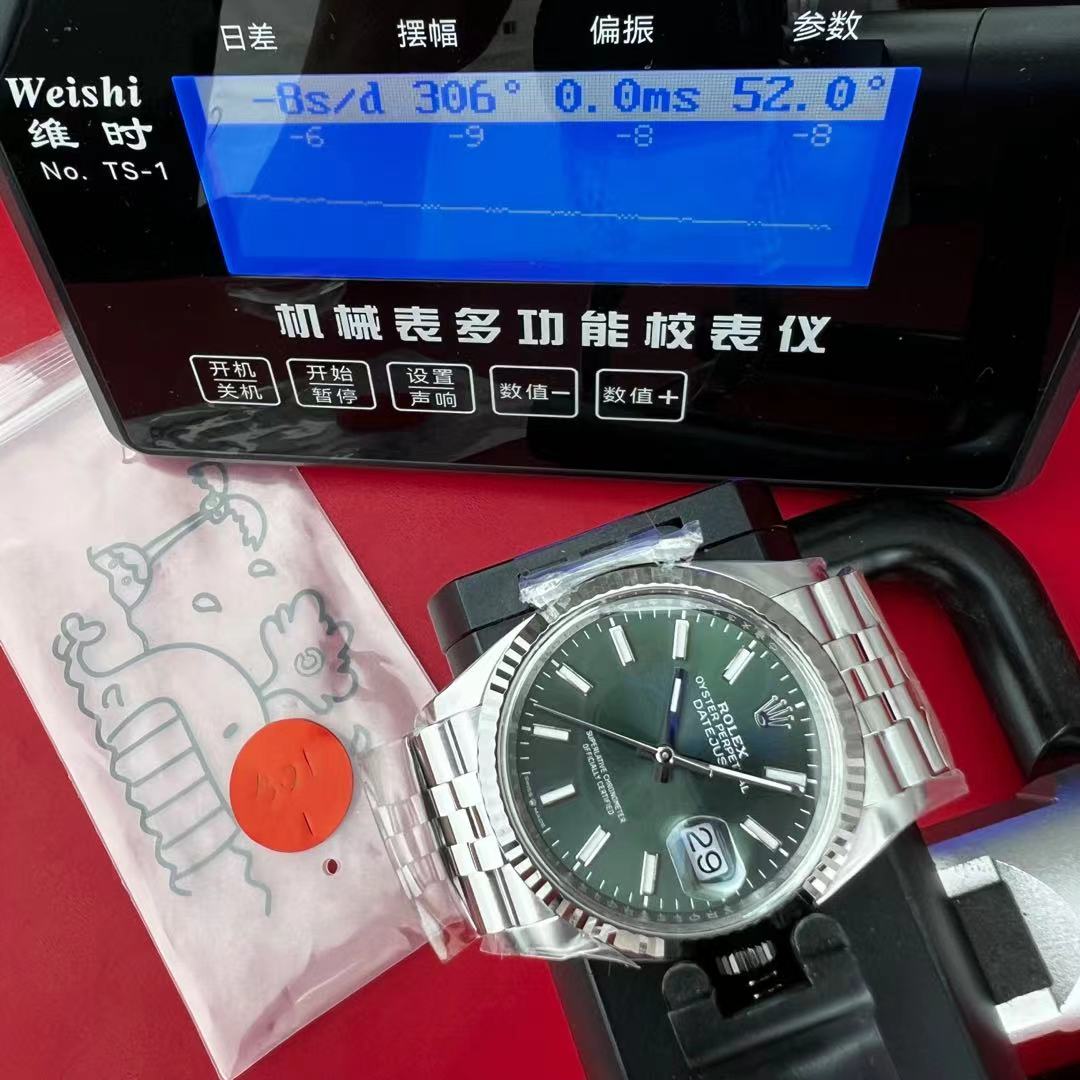 日差 摆幅 偏振 参数
Weishi
维时
No. TS-1
-8s/d 306° 0.0ms 52.0°
-6 -9 -8 -8
机械表多功能校表仪
开机 开始 设置 数值- 数值+
关机 暂停 声响
ROLEX
OYSTER PERPETUAL
DATEJUST
SUPERLATIVE CHRONOMETER
OFFICIALLY CERTIFIED
29